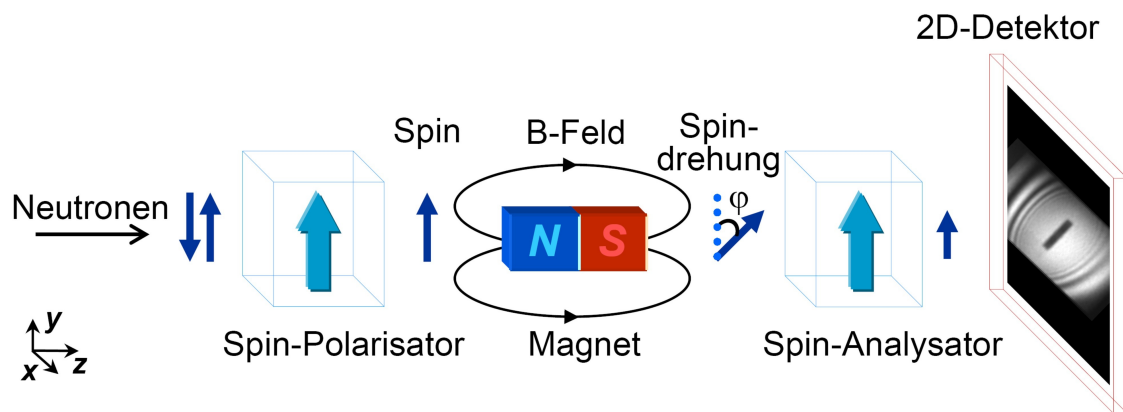 2D-Detektor
Spin
B-Feld
Spin-
drehung
Neutronen
φ
N S
y
x z
Spin-Polarisator
Magnet
Spin-Analysator